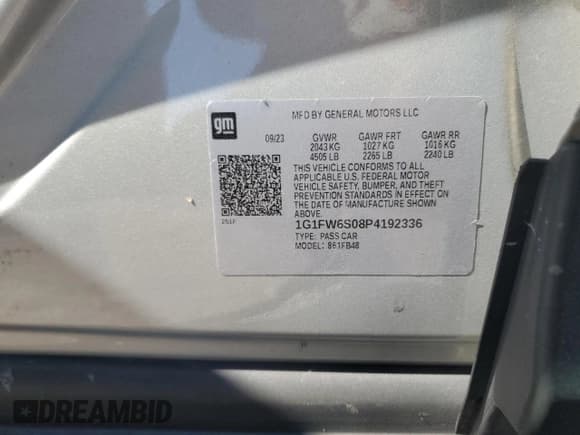 gm
MFD BY GENERAL MOTORS LLC
09/23 GVWR GAWR FRT GAWR RR
2043 KG 1027 KG 1016 KG
4505 LB 2265 LB 2240 LB
THIS VEHICLE CONFORMS TO ALL
APPLICABLE U.S. FEDERAL MOTOR
VEHICLE SAFETY, BUMPER, AND THEFT
PREVENTION STANDARDS IN EFFECT ON
THE DATE OF MANUFACTURE SHOWN
ABOVE.
1G1FW6S08P4192336
TYPE: PASS CAR
MODEL: 861FB48
DREAMBID